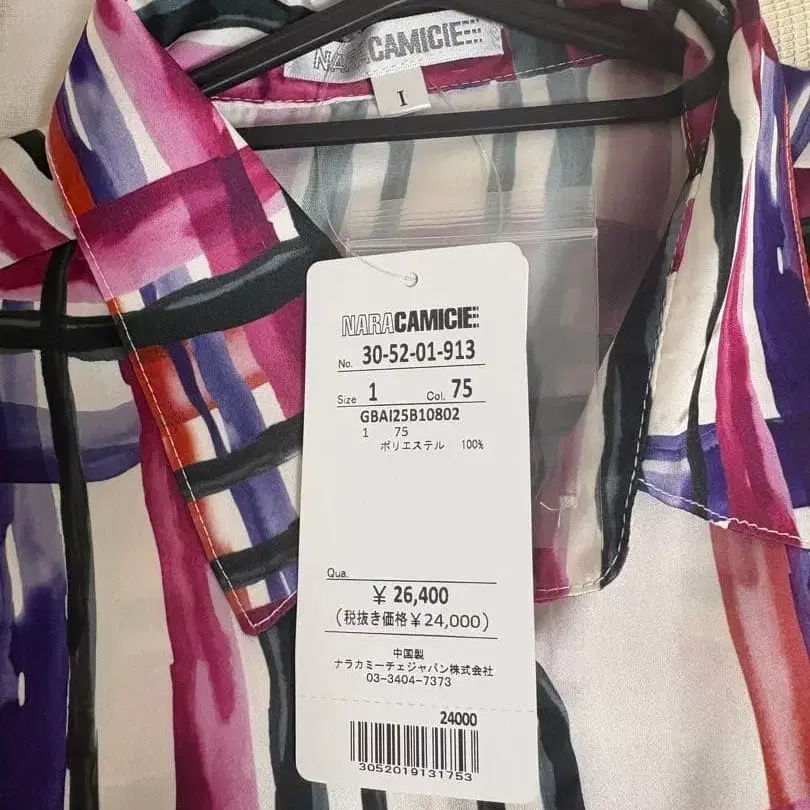 NARACAMICIE
I
NARACAMICIE
No. 30-52-01-913
Size 1 Col. 75
GBAI25B10802
1 75
ポリエステル 100%
Qua.
￥ 26,400
(税抜き価格￥24,000)
中国製
ナラカミーチェジャパン株式会社
03-3404-7373
24000
3052019131753